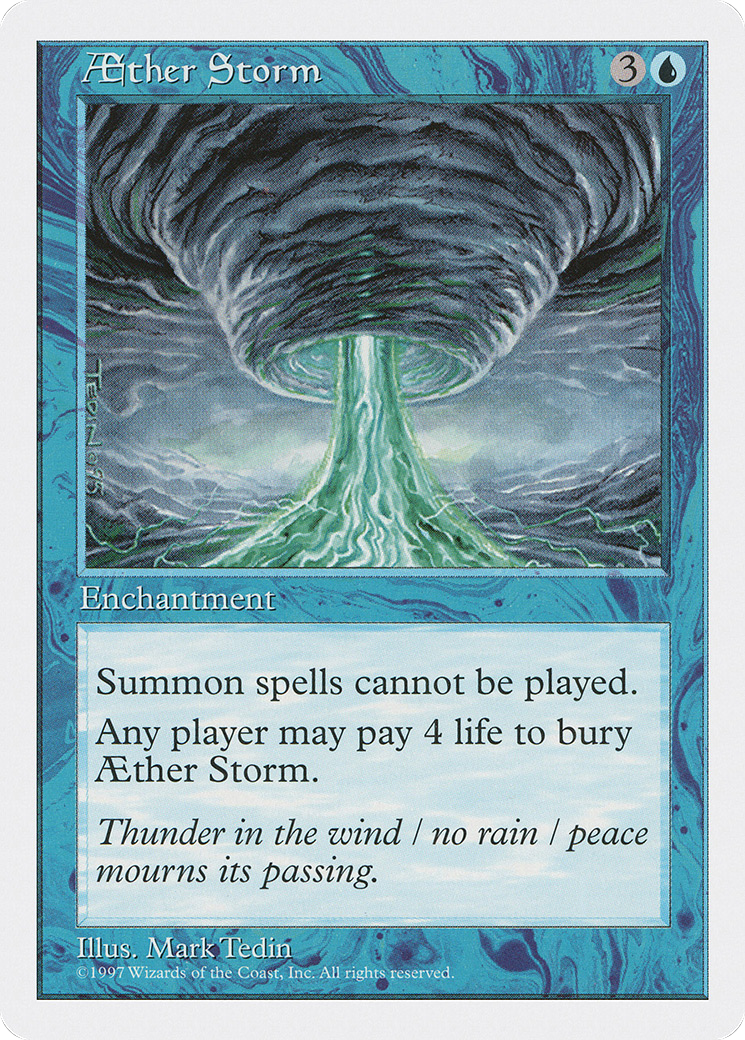 Æther Storm 3
TEDIN©95
Enchantment
Summon spells cannot be played.
Any player may pay 4 life to bury
Æther Storm.
Thunder in the wind / no rain / peace
mourns its passing.
Illus. Mark Tedin
©1997 Wizards of the Coast, Inc. All rights reserved.